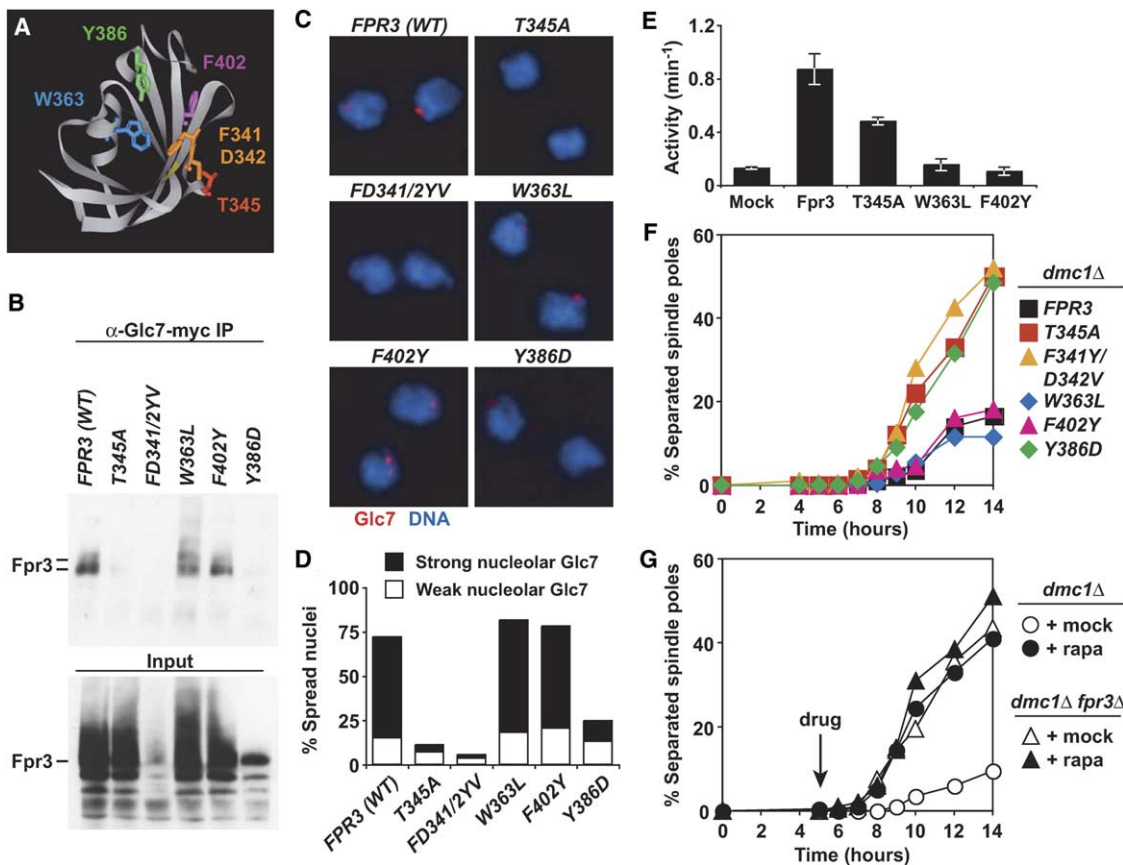 A
Y386
F402
W363
F341
D342
T345
B
α-Glc7-myc IP
FPR3 (WT)
T345A
FD341/2YV
W363L
F402Y
Y386D
Fpr3
Input
Fpr3
C
FPR3 (WT)
T345A
FD341/2YV
W363L
F402Y
Y386D
Glc7 DNA
D
Strong nucleolar Glc7
Weak nucleolar Glc7
% Spread nuclei
100
75
50
25
0
FPR3 (WT)
T345A
FD341/2YV
W363L
F402Y
Y386D
E
Activity (min⁻¹)
1.2
0.8
0.4
0
Mock Fpr3 T345A W363L F402Y
F
% Separated spindle poles
60
40
20
0
0 2 4 6 8 10 12 14
Time (hours)
dmc1Δ
FPR3
T345A
F341Y/
D342V
W363L
F402Y
Y386D
G
% Separated spindle poles
60
40
20
0
drug
0 2 4 6 8 10 12 14
Time (hours)
dmc1Δ
+ mock
+ rapa
dmc1Δ fpr3Δ
+ mock
+ rapa